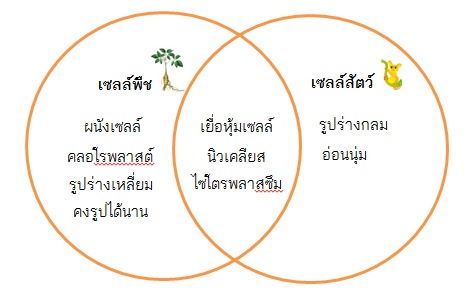 เซลล์พืช
ผนังเซลล์
คลอโรพลาสต์
รูปร่างเหลี่ยม
คงรูปได้นาน
เยื่อหุ้มเซลล์
นิวเคลียส
ไซโตรพลาสซึม
เซลล์สัตว์
รูปร่างกลม
อ่อนนุ่ม